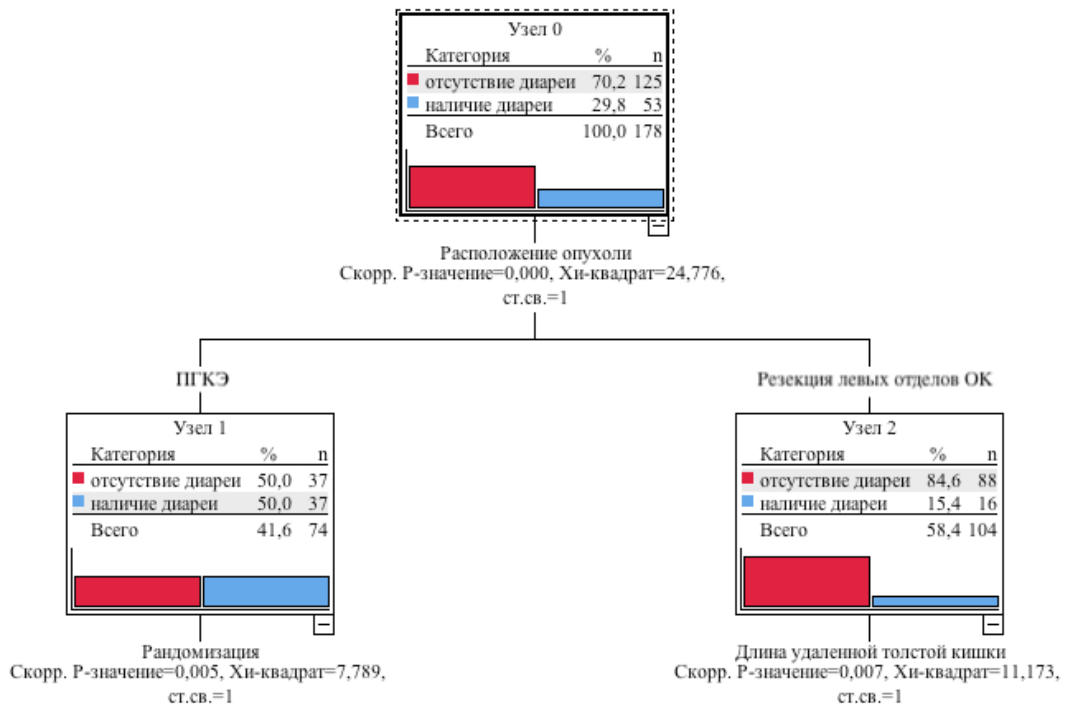 Узел 0
Категория % n
отсутствие диареи 70,2 125
наличие диареи 29,8 53
Всего 100,0 178
Расположение опухоли
Скорр. Р-значение=0,000, Хи-квадрат=24,776,
ст.св.=1
ПГКЭ
Узел 1
Категория % n
отсутствие диареи 50,0 37
наличие диареи 50,0 37
Всего 41,6 74
Рандомизация
Скорр. Р-значение=0,005, Хи-квадрат=7,789,
ст.св.=1
Резекция левых отделов ОК
Узел 2
Категория % n
отсутствие диареи 84,6 88
наличие диареи 15,4 16
Всего 58,4 104
Длина удаленной толстой кишки
Скорр. Р-значение=0,007, Хи-квадрат=11,173,
ст.св.=1